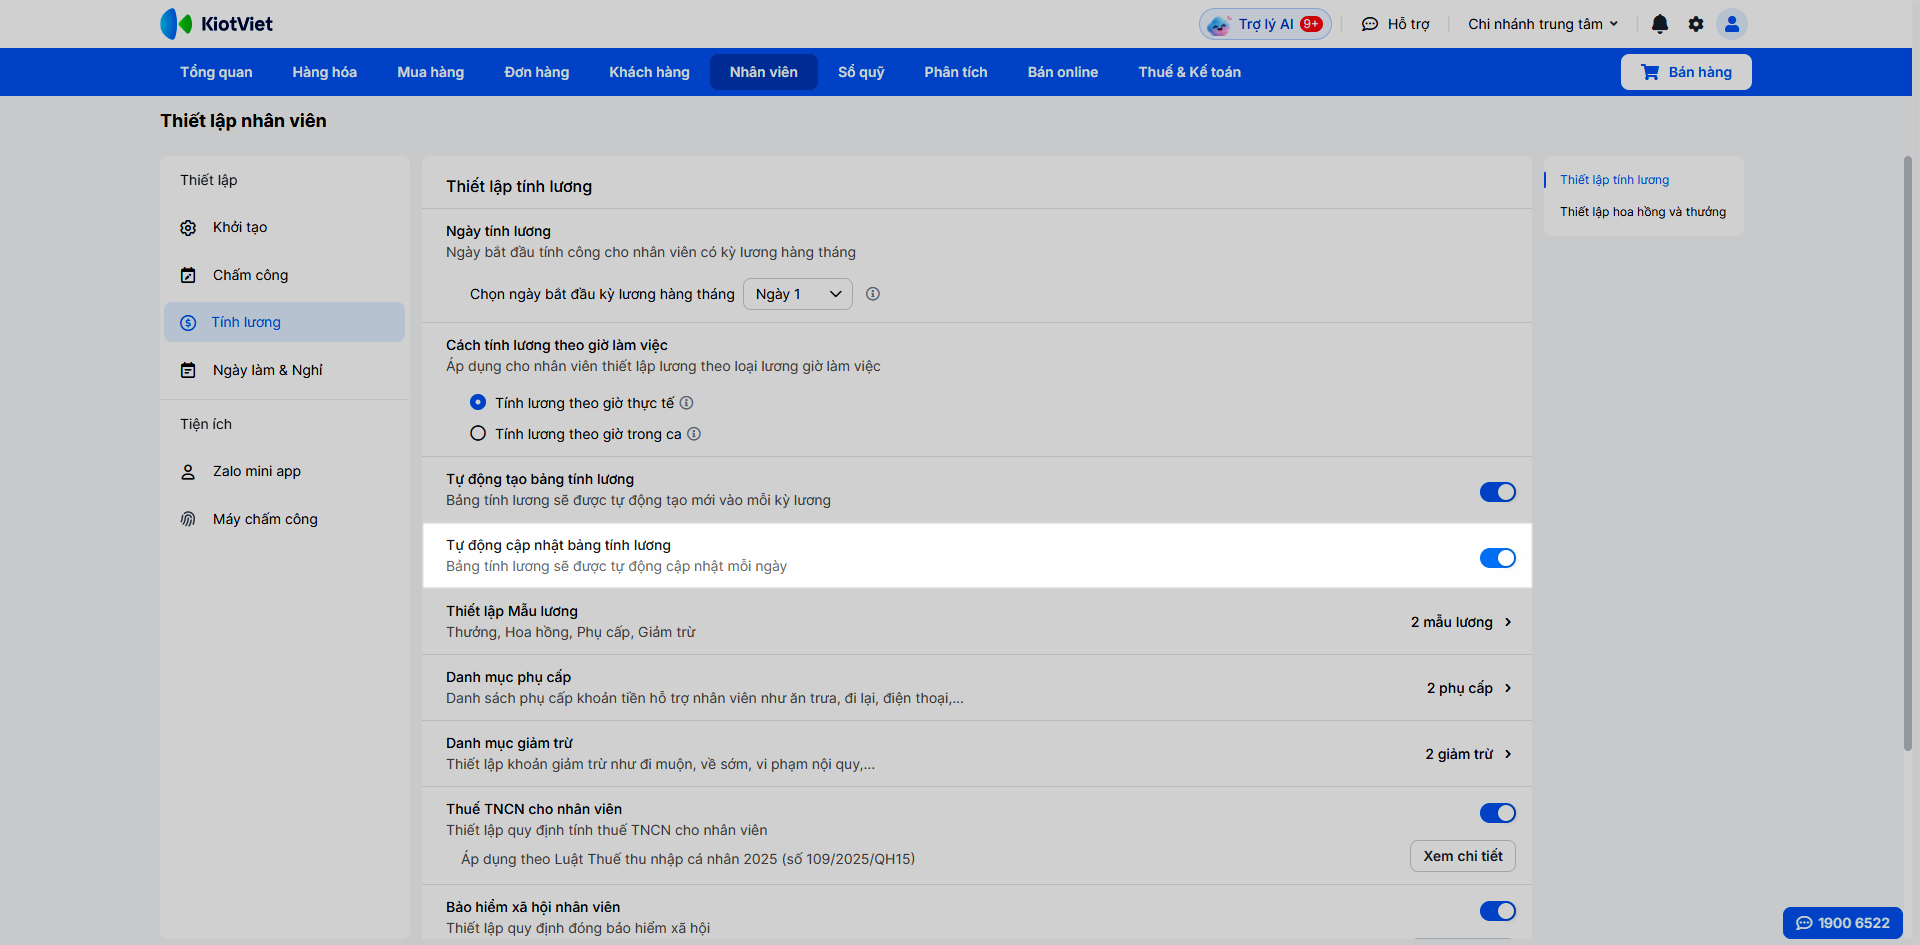 KiotViet
Trợ lý AI 9+
Hỗ trợ
Chi nhánh trung tâm
Tổng quan
Hàng hóa
Mua hàng
Đơn hàng
Khách hàng
Nhân viên
Sổ quỹ
Phân tích
Bán online
Thuế & Kế toán
Bán hàng
Thiết lập nhân viên
Thiết lập
Khởi tạo
Chấm công
Tính lương
Ngày làm & Nghỉ
Tiện ích
Zalo mini app
Máy chấm công
Thiết lập tính lương
Ngày tính lương
Ngày bắt đầu tính công cho nhân viên có kỳ lương hàng tháng
Chọn ngày bắt đầu kỳ lương hàng tháng
Ngày 1
Cách tính lương theo giờ làm việc
Áp dụng cho nhân viên thiết lập lương theo loại lương giờ làm việc
Tính lương theo giờ thực tế
Tính lương theo giờ trong ca
Tự động tạo bảng tính lương
Bảng tính lương sẽ được tự động tạo mới vào mỗi kỳ lương
Tự động cập nhật bảng tính lương
Bảng tính lương sẽ được tự động cập nhật mỗi ngày
Thiết lập Mẫu lương
Thưởng, Hoa hồng, Phụ cấp, Giảm trừ
2 mẫu lương
Danh mục phụ cấp
Danh sách phụ cấp khoản tiền hỗ trợ nhân viên như ăn trưa, đi lại, điện thoại,...
2 phụ cấp
Danh mục giảm trừ
Thiết lập khoản giảm trừ như đi muộn, về sớm, vi phạm nội quy,...
2 giảm trừ
Thuế TNCN cho nhân viên
Thiết lập quy định tính thuế TNCN cho nhân viên
Áp dụng theo Luật Thuế thu nhập cá nhân 2025 (số 109/2025/QH15)
Xem chi tiết
Bảo hiểm xã hội nhân viên
Thiết lập quy định đóng bảo hiểm xã hội
Thiết lập tính lương
Thiết lập hoa hồng và thưởng
1900 6522